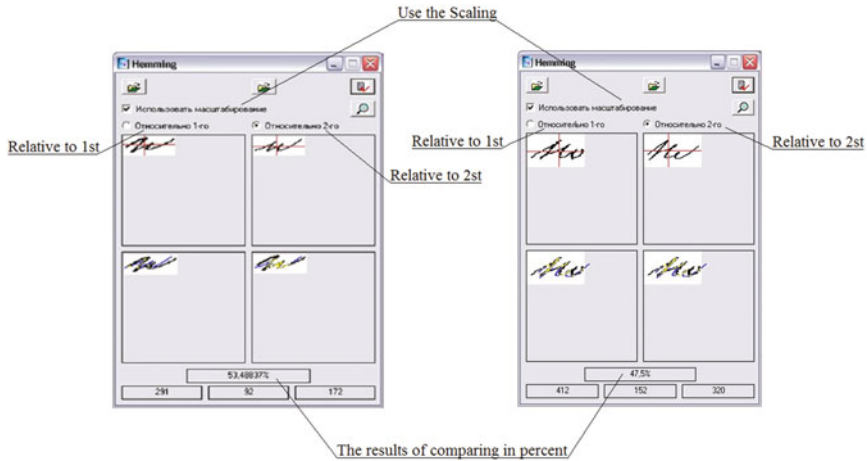 Use the Scaling
Hemming
Использовать масштабирование
Относительно 1-го
Относительно 2-го
Relative to 1st
Relative to 2st
53,48837%
291
92
172
Hemming
Использовать масштабирование
Относительно 1-го
Относительно 2-го
Relative to 1st
Relative to 2st
47,5%
412
152
320
The results of comparing in percent